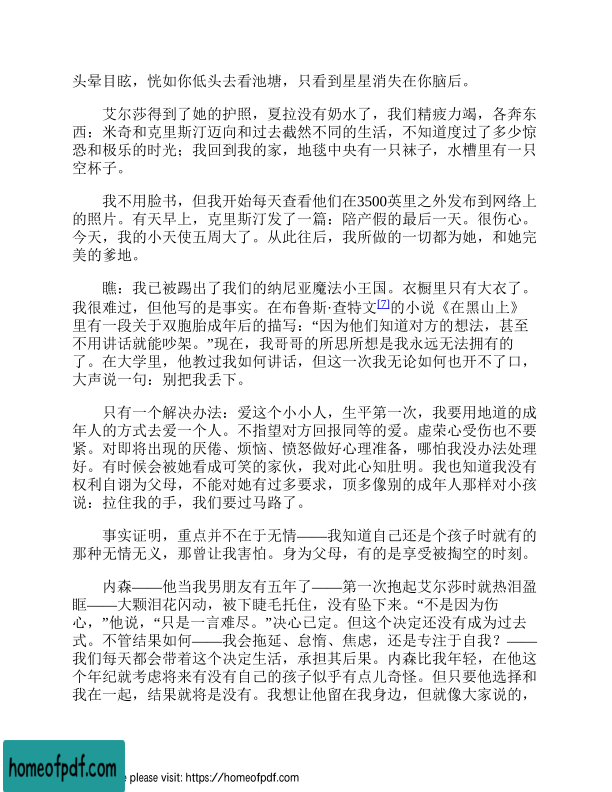 头晕目眩，恍如你低头去看池塘，只看到星星消失在你脑后。
艾尔莎得到了她的护照，夏拉没有奶水了，我们精疲力竭，各奔东
西：米奇和克里斯汀迈向和过去截然不同的生活，不知道度过了多少惊
恐和极乐的时光；我回到我的家，地毯中央有一只袜子，水槽里有一只
空杯子。
我不用脸书，但我开始每天查看他们在3500英里之外发布到网络上
的照片。有天早上，克里斯汀发了一篇：陪产假的最后一天。很伤心。
今天，我的小天使五周大了。从此往后，我所做的一切都为她，和她完
美的爹地。
瞧：我已被踢出了我们的纳尼亚魔法小王国。衣橱里只有大衣了。
我很难过，但他写的是事实。在布鲁斯·查特文[7]的小说《在黑山上》
里有一段关于双胞胎成年后的描写：“因为他们知道对方的想法，甚至
不用讲话就能吵架。”现在，我哥哥的所思所想是我永远无法拥有的
了。在大学里，他教过我如何讲话，但这一次我无论如何也开不了口，
大声说一句：别把我丢下。
只有一个解决办法：爱这个小小人，生平第一次，我要用地道的成
年人的方式去爱一个人。不指望对方回报同等的爱。虚荣心受伤也不要
紧。对即将出现的厌倦、烦恼、愤怒做好心理准备，哪怕我没办法处理
好。有时候会被她看成可笑的家伙，我对此心知肚明。我也知道我没有
权利自诩为父母，不能对她有过多要求，顶多像别的成年人那样对小孩
说：拉住我的手，我们要过马路了。
事实证明，重点并不在于无情——我知道自己还是个孩子时就有的
那种无情无义，那曾让我害怕。身为父母，有的是享受被掏空的时刻。
内森——他当我男朋友有五年了——第一次抱起艾尔莎时就热泪盈
眶——大颗泪花闪动，被下睫毛托住，没有坠下来。“不是因为伤
心，”他说，“只是一言难尽。”决心已定。但这个决定还没有成为过去
式。不管结果如何——我会拖延、怠惰、焦虑，还是专注于自我？——
我们每天都会带着这个决定生活，承担其后果。内森比我年轻，在他这
个年纪就考虑将来有没有自己的孩子似乎有点儿奇怪。但只要他选择和
我在一起，结果就将是没有。我想让他留在我身边，但就像大家说的，
homeofpdf.com
e please visit: https://homeofpdf.com